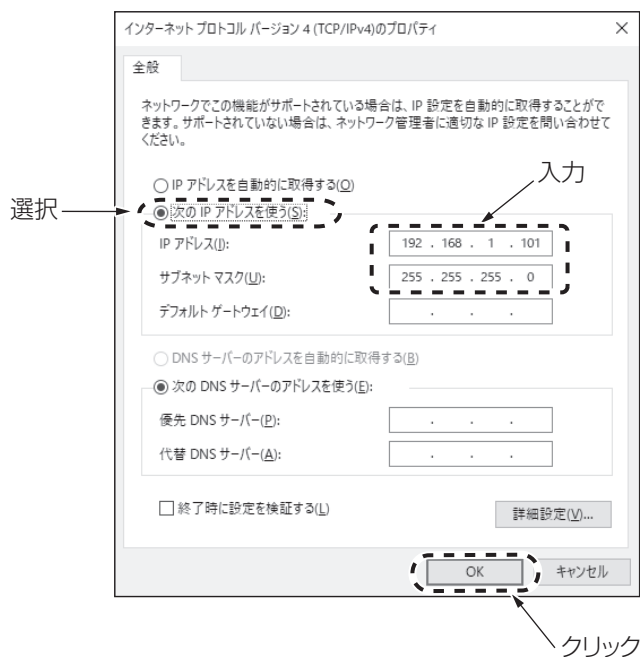 インターネット プロトコル バージョン 4 (TCP/IPv4)のプロパティ
全般
ネットワークでこの機能がサポートされている場合は、IP 設定を自動的に取得することがで
きます。サポートされていない場合は、ネットワーク管理者に適切な IP 設定を問い合わせて
ください。
IP アドレスを自動的に取得する(O)
入力
選択
次の IP アドレスを使う(S):
IP アドレス(I): 192 . 168 . 1 . 101
サブネット マスク(U): 255 . 255 . 255 . 0
デフォルト ゲートウェイ(D): . . .
DNS サーバーのアドレスを自動的に取得する(B)
次の DNS サーバーのアドレスを使う(E):
優先 DNS サーバー(P): . . .
代替 DNS サーバー(A): . . .
終了時に設定を検証する(L)
詳細設定(V)...
OK キャンセル
クリック